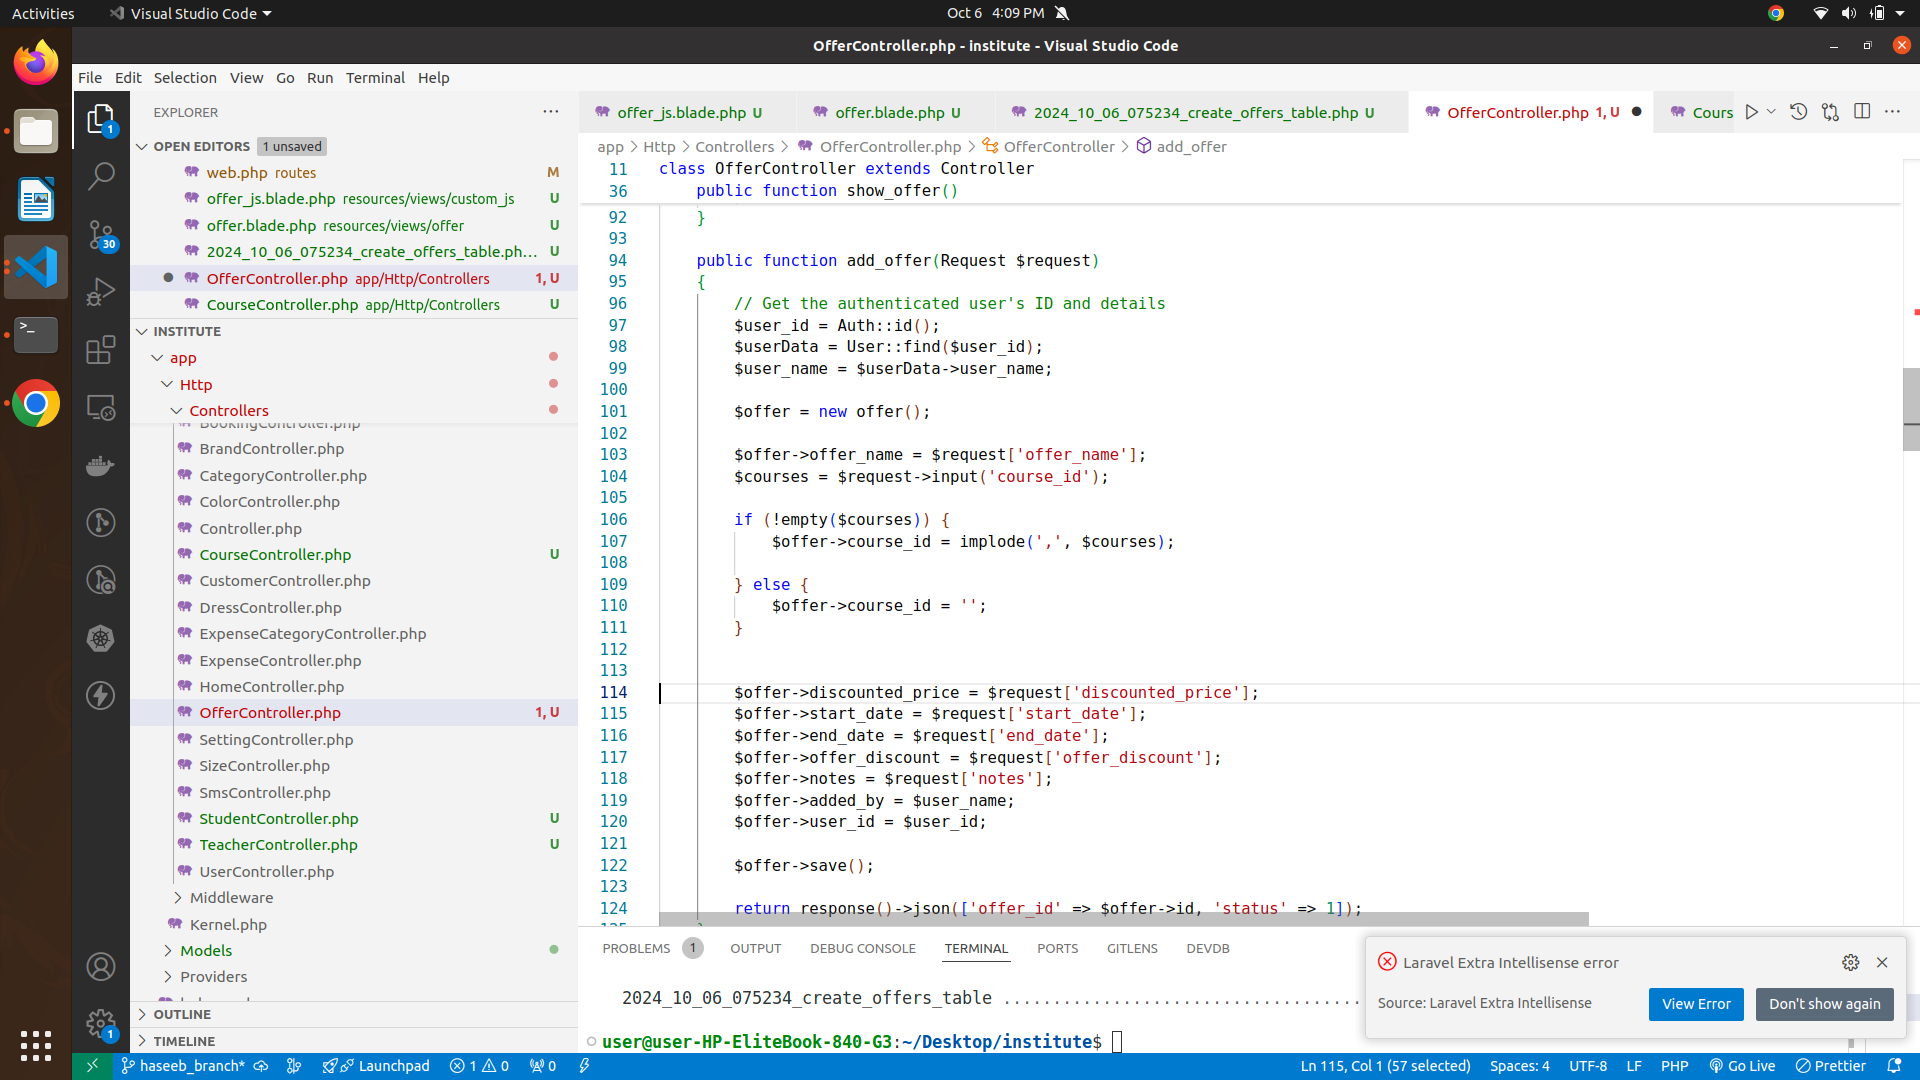 Activities
Visual Studio Code
Oct 6 4:09 PM
OfferController.php - institute - Visual Studio Code
File Edit Selection View Go Run Terminal Help
EXPLORER
OPEN EDITORS 1 unsaved
web.php routes M
offer_js.blade.php resources/views/custom_js U
offer.blade.php resources/views/offer U
2024_10_06_075234_create_offers_table.ph... U
OfferController.php app/Http/Controllers 1, U
CourseController.php app/Http/Controllers U
INSTITUTE
app
Http
Controllers
BookingController.php
BrandController.php
CategoryController.php
ColorController.php
Controller.php
CourseController.php U
CustomerController.php
DressController.php
ExpenseCategoryController.php
ExpenseController.php
HomeController.php
OfferController.php 1, U
SettingController.php
SizeController.php
SmsController.php
StudentController.php U
TeacherController.php U
UserController.php
Middleware
Kernel.php
Models
Providers
OUTLINE
TIMELINE
1
30
1
offer_js.blade.php U
offer.blade.php U
2024_10_06_075234_create_offers_table.php U
OfferController.php 1, U
Cours
app > Http > Controllers > OfferController.php > OfferController > add_offer
11 class OfferController extends Controller
36 public function show_offer()
92 }
93
94 public function add_offer(Request $request)
95 {
96 // Get the authenticated user's ID and details
97 $user_id = Auth::id();
98 $userData = User::find($user_id);
99 $user_name = $userData->user_name;
100
101 $offer = new offer();
102
103 $offer->offer_name = $request['offer_name'];
104 $courses = $request->input('course_id');
105
106 if (!empty($courses)) {
107 $offer->course_id = implode(',', $courses);
108
109 } else {
110 $offer->course_id = '';
111 }
112
113
114 $offer->discounted_price = $request['discounted_price'];
115 $offer->start_date = $request['start_date'];
116 $offer->end_date = $request['end_date'];
117 $offer->offer_discount = $request['offer_discount'];
118 $offer->notes = $request['notes'];
119 $offer->added_by = $user_name;
120 $offer->user_id = $user_id;
121
122 $offer->save();
123
124 return response()->json(['offer_id' => $offer->id, 'status' => 1]);
PROBLEMS 1 OUTPUT DEBUG CONSOLE TERMINAL PORTS GITLENS DEVDB
2024_10_06_075234_create_offers_table ....................................
user@user-HP-EliteBook-840-G3:~/Desktop/institute$
Laravel Extra Intellisense error
Source: Laravel Extra Intellisense
View Error
Don't show again
haseeb_branch* Launchpad 1 0 0
Ln 115, Col 1 (57 selected) Spaces: 4 UTF-8 LF PHP Go Live Prettier